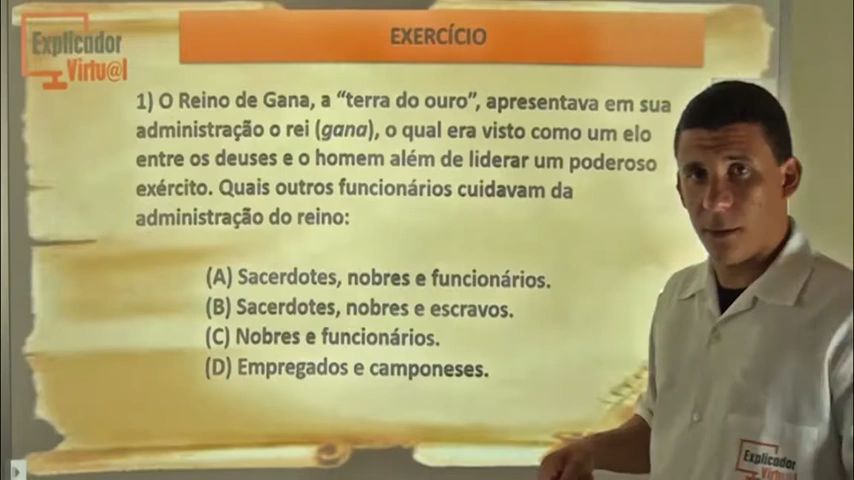 Explicador
Virtu@l
EXERCÍCIO
1) O Reino de Gana, a “terra do ouro”, apresentava em sua
administração o rei (gana), o qual era visto como um elo
entre os deuses e o homem além de liderar um poderoso
exército. Quais outros funcionários cuidavam da
administração do reino:
(A) Sacerdotes, nobres e funcionários.
(B) Sacerdotes, nobres e escravos.
(C) Nobres e funcionários.
(D) Empregados e camponeses.
Explicador
Virtu@l